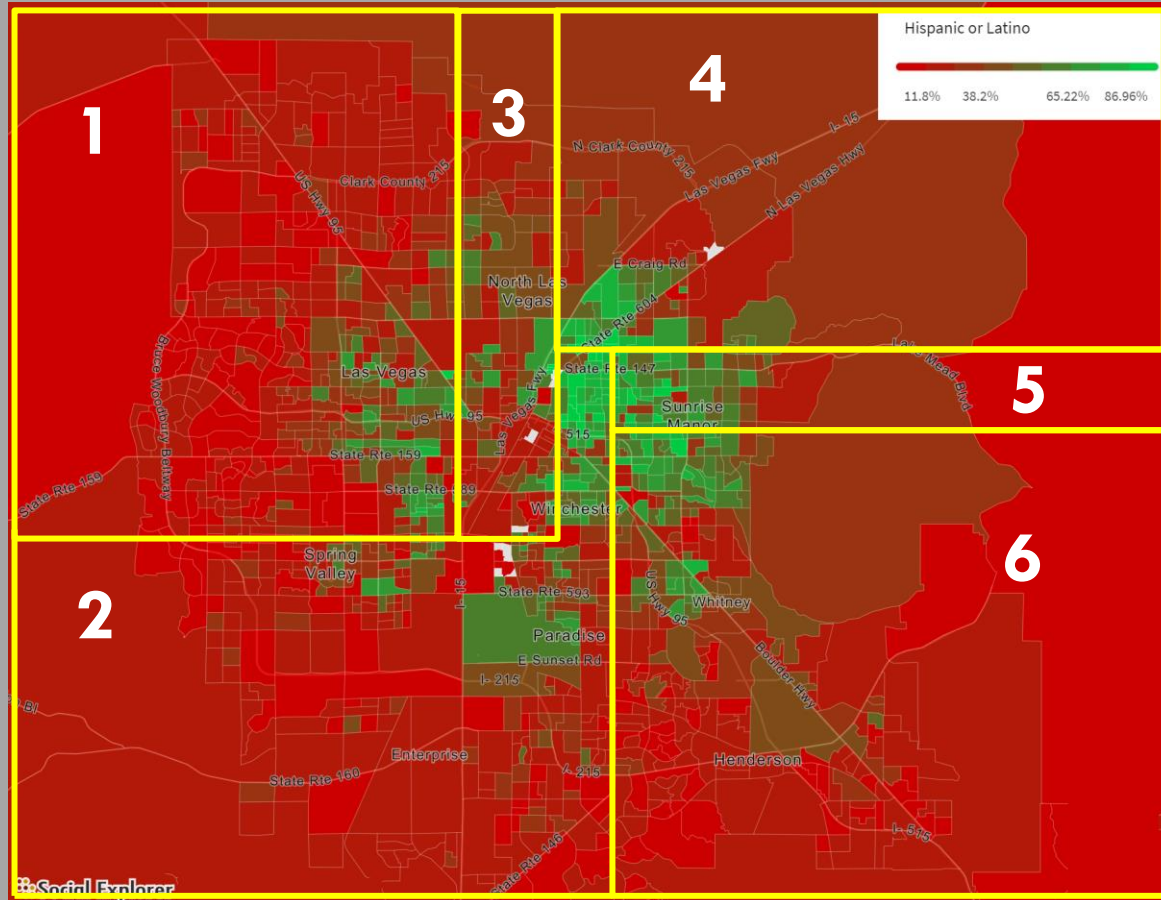 Hispanic or Latino
11.8% 38.2% 65.22% 86.96%
1
3
4
I- 15
N Clark County 215
Las Vegas Fwy
N Las Vegas Hwy
Clark County 215
US Hwy 95
E Craig Rd
North Las
Vegas
State Rte 604
Bruce Woodbury Beltway
Las Vegas
State Rte 147
Lake Mead Blvd
5
Las Vegas Fwy
US Hwy 95
Sunrise
Manor
515
State Rte 159
State Rte 159
State Rte 589
Winchester
Spring
Valley
2
6
I- 15
State Rte 593
US Hwy 95
Whitney
Paradise
E Sunset Rd
I- 215
Boulder Hwy
Bl
Enterprise
Henderson
State Rte 160
I- 215
I- 515
State Rte 146
Social Explorer